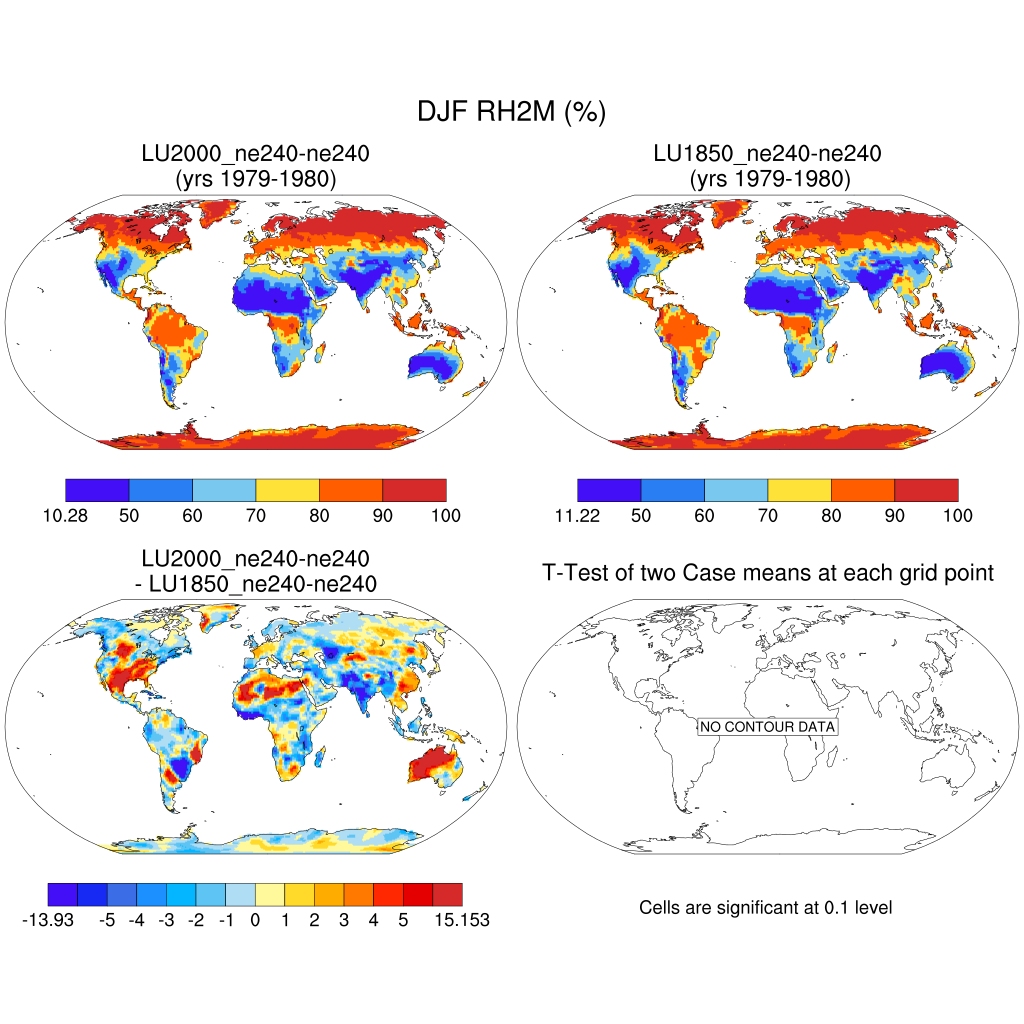 DJF RH2M (%)
LU2000_ne240-ne240
(yrs 1979-1980)
LU1850_ne240-ne240
(yrs 1979-1980)
10.28 50 60 70 80 90 100
11.22 50 60 70 80 90 100
LU2000_ne240-ne240
- LU1850_ne240-ne240
T-Test of two Case means at each grid point
NO CONTOUR DATA
-13.93 -5 -4 -3 -2 -1 0 1 2 3 4 5 15.153
Cells are significant at 0.1 level